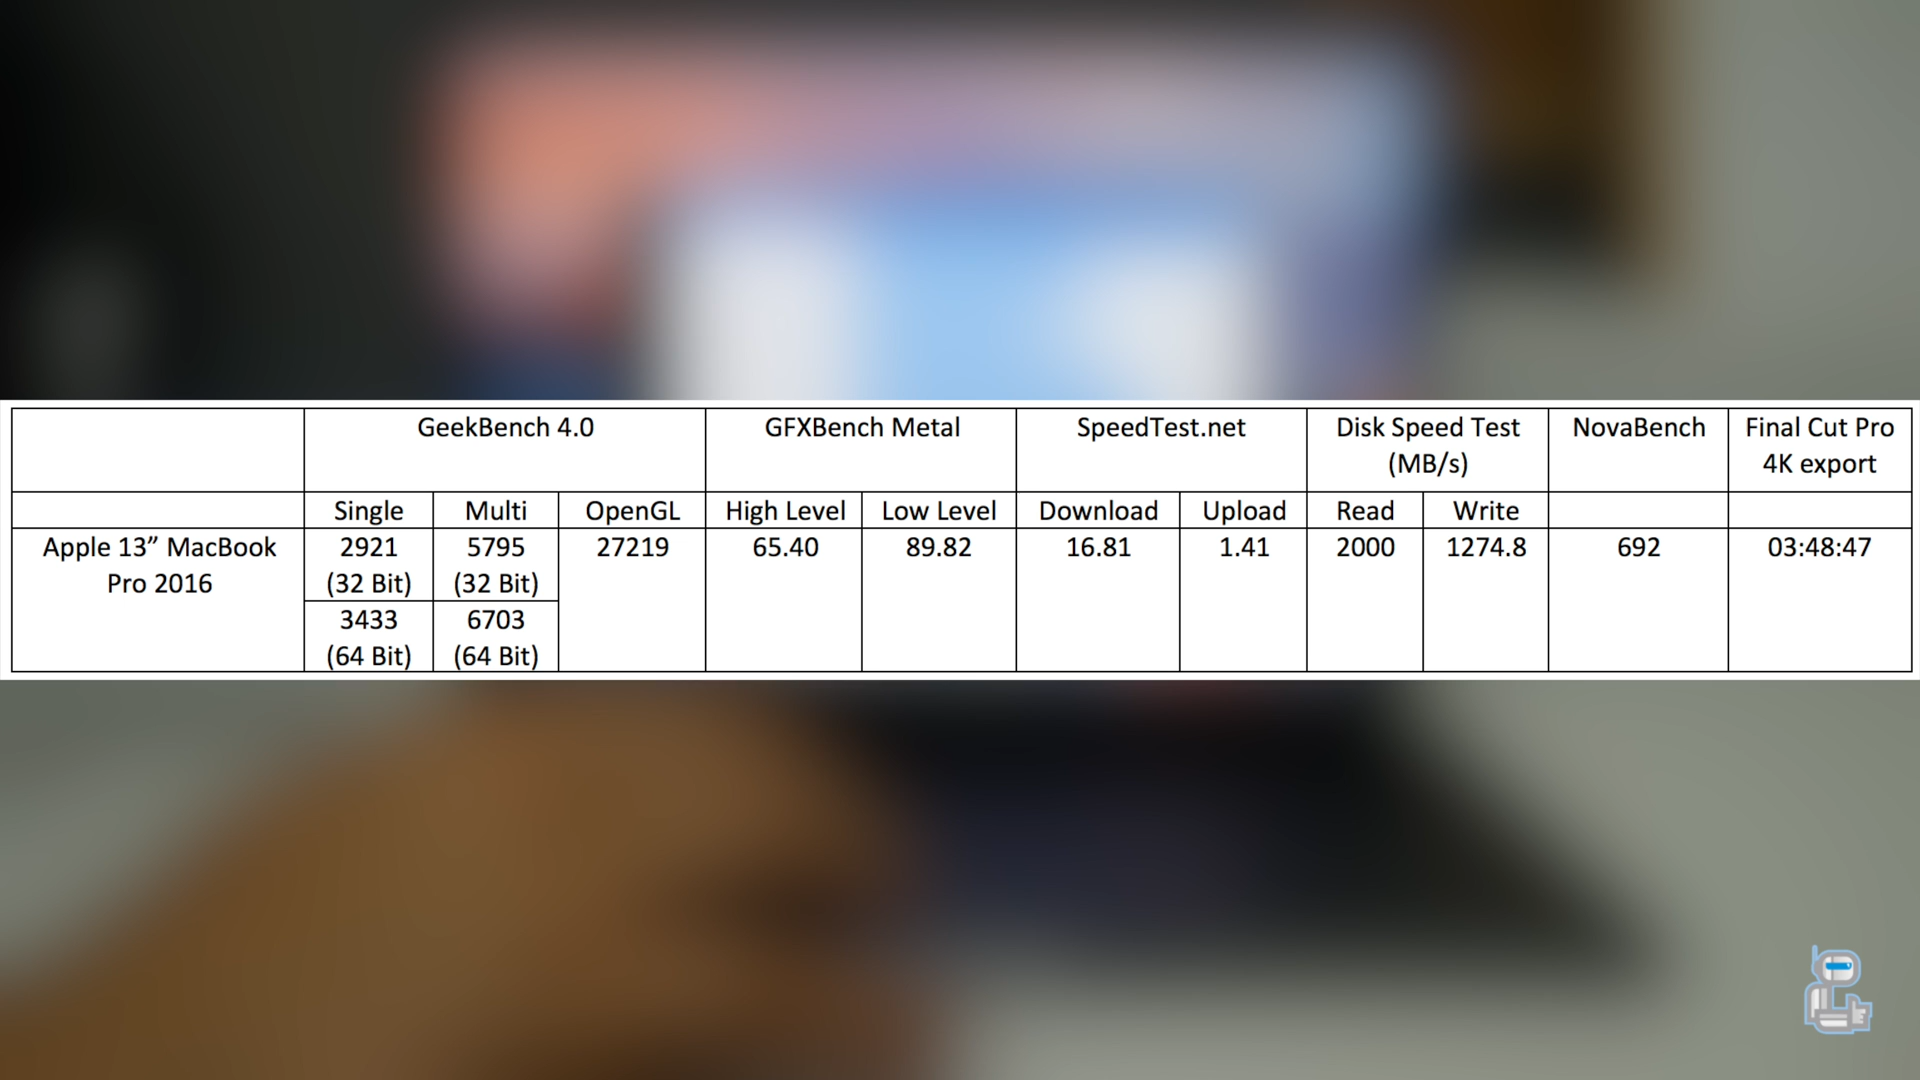 GeekBench 4.0 GFXBench Metal SpeedTest.net Disk Speed Test (MB/s) NovaBench Final Cut Pro 4K export
Single Multi OpenGL High Level Low Level Download Upload Read Write
Apple 13” MacBook Pro 2016 2921 (32 Bit) 5795 (32 Bit) 27219 65.40 89.82 16.81 1.41 2000 1274.8 692 03:48:47
3433 (64 Bit) 6703 (64 Bit)